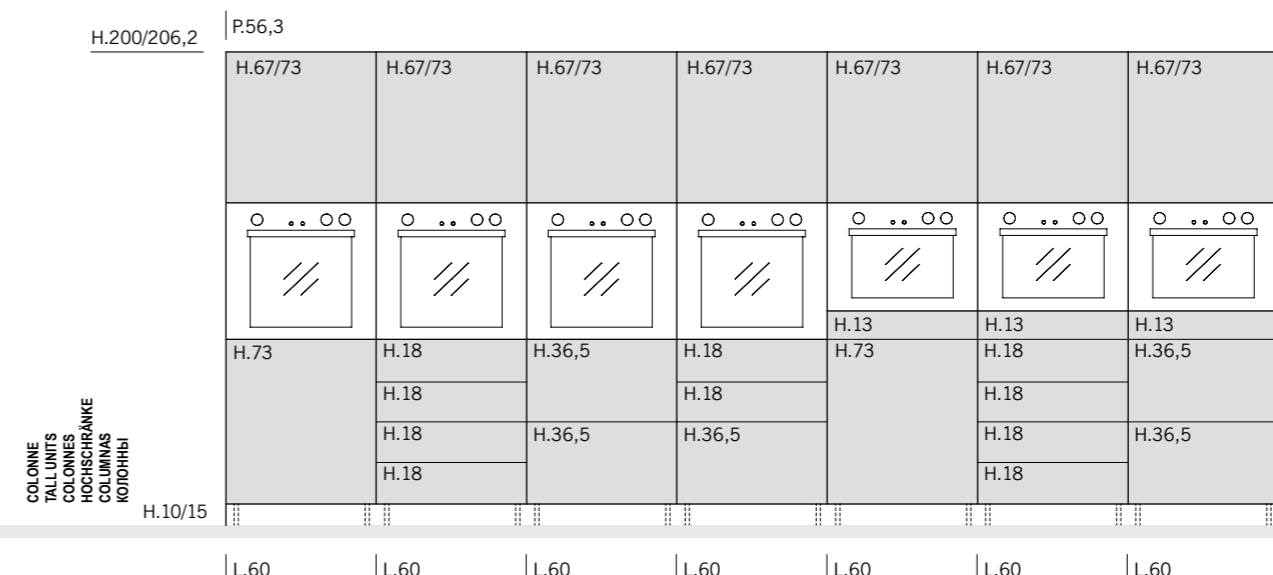 P.56,3
H.200/206,2
H.67/73 H.67/73 H.67/73 H.67/73 H.67/73 H.67/73 H.67/73
H.13 H.13 H.13
H.73 H.18 H.36,5 H.18 H.73 H.18 H.36,5
H.18 H.18 H.18
H.18 H.36,5 H.36,5 H.18 H.36,5
H.18 H.18
COLONNE
TALL UNITS
COLONNES
HOCHSCHRÄNKE
COLUMNAS
КОЛОННЫ
H.10/15
L.60 L.60 L.60 L.60 L.60 L.60 L.60